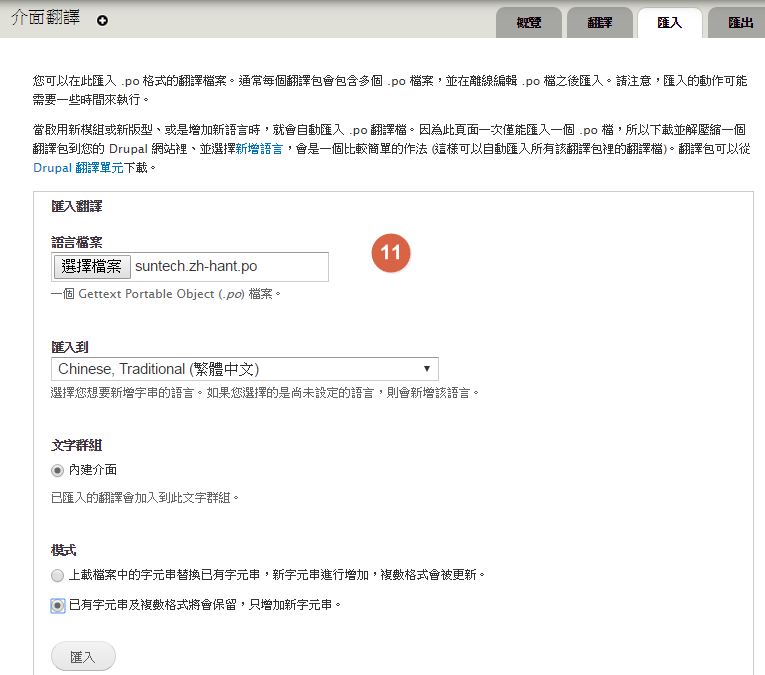 介面翻譯
概覽 翻譯 匯入 匯出
您可以在此匯入 .po 格式的翻譯檔案。通常每個翻譯包會包含多個 .po 檔案，並在離線編輯 .po 檔之後匯入。請注意，匯入的動作可能
需要一些時間來執行。
當啟用新模組或新版型、或是增加新語言時，就會自動匯入 .po 翻譯檔。因為此頁面一次僅能匯入一個 .po 檔，所以下載並解壓縮一個
翻譯包到您的 Drupal 網站裡、並選擇新增語言，會是一個比較簡單的作法 (這樣可以自動匯入所有該翻譯包裡的翻譯檔)。翻譯包可以從
Drupal 翻譯單元下載。
匯入翻譯
語言檔案
選擇檔案 suntech.zh-hant.po
11
一個 Gettext Portable Object (.po) 檔案。
匯入到
Chinese, Traditional (繁體中文)
選擇您想要新增字串的語言。如果您選擇的是尚未設定的語言，則會新增該語言。
文字群組
內建介面
已匯入的翻譯會加入到此文字群組。
模式
上載檔案中的字元串替換已有字元串，新字元串進行增加，複數格式會被更新。
已有字元串及複數格式將會保留，只增加新字元串。
匯入